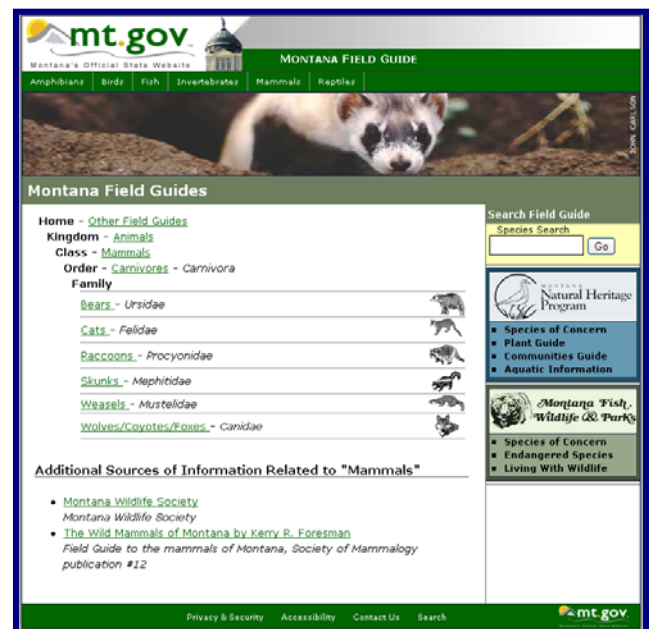 mt.gov
Montana's Official State Website
MONTANA FIELD GUIDE
Amphibians Birds Fish Invertebrates Mammals Reptiles
JOHN CARLSON
Montana Field Guides
Home - Other Field Guides
Kingdom - Animals
Class - Mammals
Order - Carnivores - Carnivora
Family
Bears - Ursidae
Cats - Felidae
Raccoons - Procyonidae
Skunks - Mephitidae
Weasels - Mustelidae
Wolves/Coyotes/Foxes - Canidae
Additional Sources of Information Related to "Mammals"
Montana Wildlife Society
Montana Wildlife Society
The Wild Mammals of Montana by Kerry R. Foresman
Field Guide to the mammals of Montana, Society of Mammalogy
publication #12
Search Field Guide
Species Search
Go
MONTANA
Natural Heritage
Program
Species of Concern
Plant Guide
Communities Guide
Aquatic Information
Montana Fish,
Wildlife & Parks
Species of Concern
Endangered Species
Living With Wildlife
Privacy & Security Accessibility Contact Us Search
mt.gov